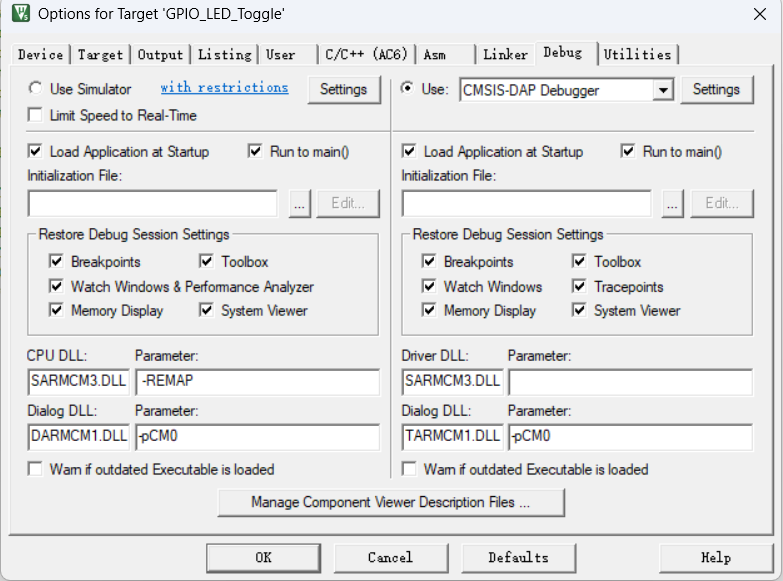 Options for Target 'GPIO_LED_Toggle'
Device Target Output Listing User C/C++ (AC6) Asm Linker Debug Utilities
Use Simulator with restrictions Settings
Limit Speed to Real-Time
Use: CMSIS-DAP Debugger Settings
Load Application at Startup Run to main()
Initialization File:
... Edit...
Restore Debug Session Settings
Breakpoints Toolbox
Watch Windows & Performance Analyzer
Memory Display System Viewer
CPU DLL: Parameter:
SARMCM3.DLL -REMAP
Dialog DLL: Parameter:
DARMCM1.DLL -pCM0
Warn if outdated Executable is loaded
Load Application at Startup Run to main()
Initialization File:
... Edit...
Restore Debug Session Settings
Breakpoints Toolbox
Watch Windows Tracepoints
Memory Display System Viewer
Driver DLL: Parameter:
SARMCM3.DLL
Dialog DLL: Parameter:
TARMCM1.DLL -pCM0
Warn if outdated Executable is loaded
Manage Component Viewer Description Files ...
OK Cancel Defaults Help